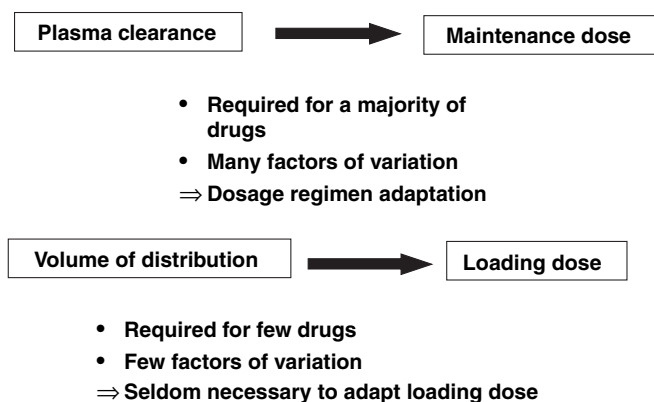 Plasma clearance
Maintenance dose
• Required for a majority of
drugs
• Many factors of variation
⇒ Dosage regimen adaptation
Volume of distribution
Loading dose
• Required for few drugs
• Few factors of variation
⇒ Seldom necessary to adapt loading dose